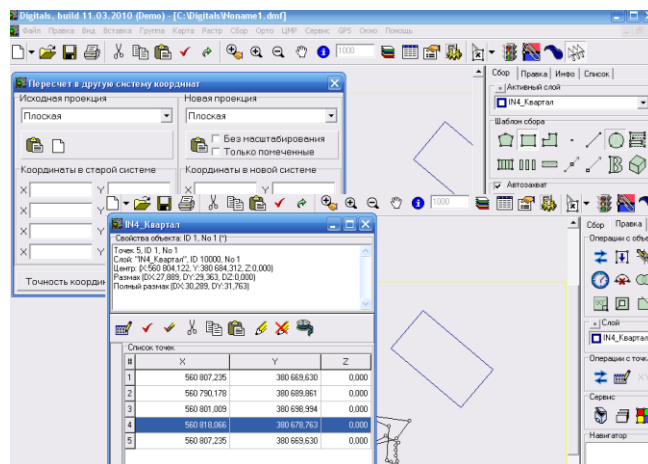 Digitals, build 11.03.2010 (Demo) - [C:\Digitals\Noname1.dmf]
Файл Правка Вид Вставка Группа Карта Растр Сбор Орто ЦМР Сервис GPS Окно Помощь
1000
Пересчет в другую систему координат
Исходная проекция
Новая проекция
Плоская
Плоская
Без масштабирования
Только помеченные
Координаты в старой системе
Координаты в новой системе
X Y
X Y
X
X
X
Точность координ
Сбор Правка Инфо Список
Активный слой
IN4_Квартал
Шаблон сбора
Автозахват
1000
IN4_Квартал
Свойства объекта: ID 1, No 1 (*)
Точек 5, ID 1, No 1
Слой: "IN4_Квартал", ID 10000, No 1
Центр: (X:560 804,122, Y:380 684,312, Z:0,000)
Размах (DX:27,889, DY:29,363, DZ:0,000)
Полный размах (DX:30,289, DY:31,763)
Список точек
# X Y Z
1 560 807,235 380 669,630 0,000
2 560 790,178 380 689,861 0,000
3 560 801,009 380 698,994 0,000
4 560 818,066 380 678,763 0,000
5 560 807,235 380 669,630 0,000
Сбор Правка
Операции с объе
Слой
IN4_Квартал
Операции с точк
Сервис
Навигатор